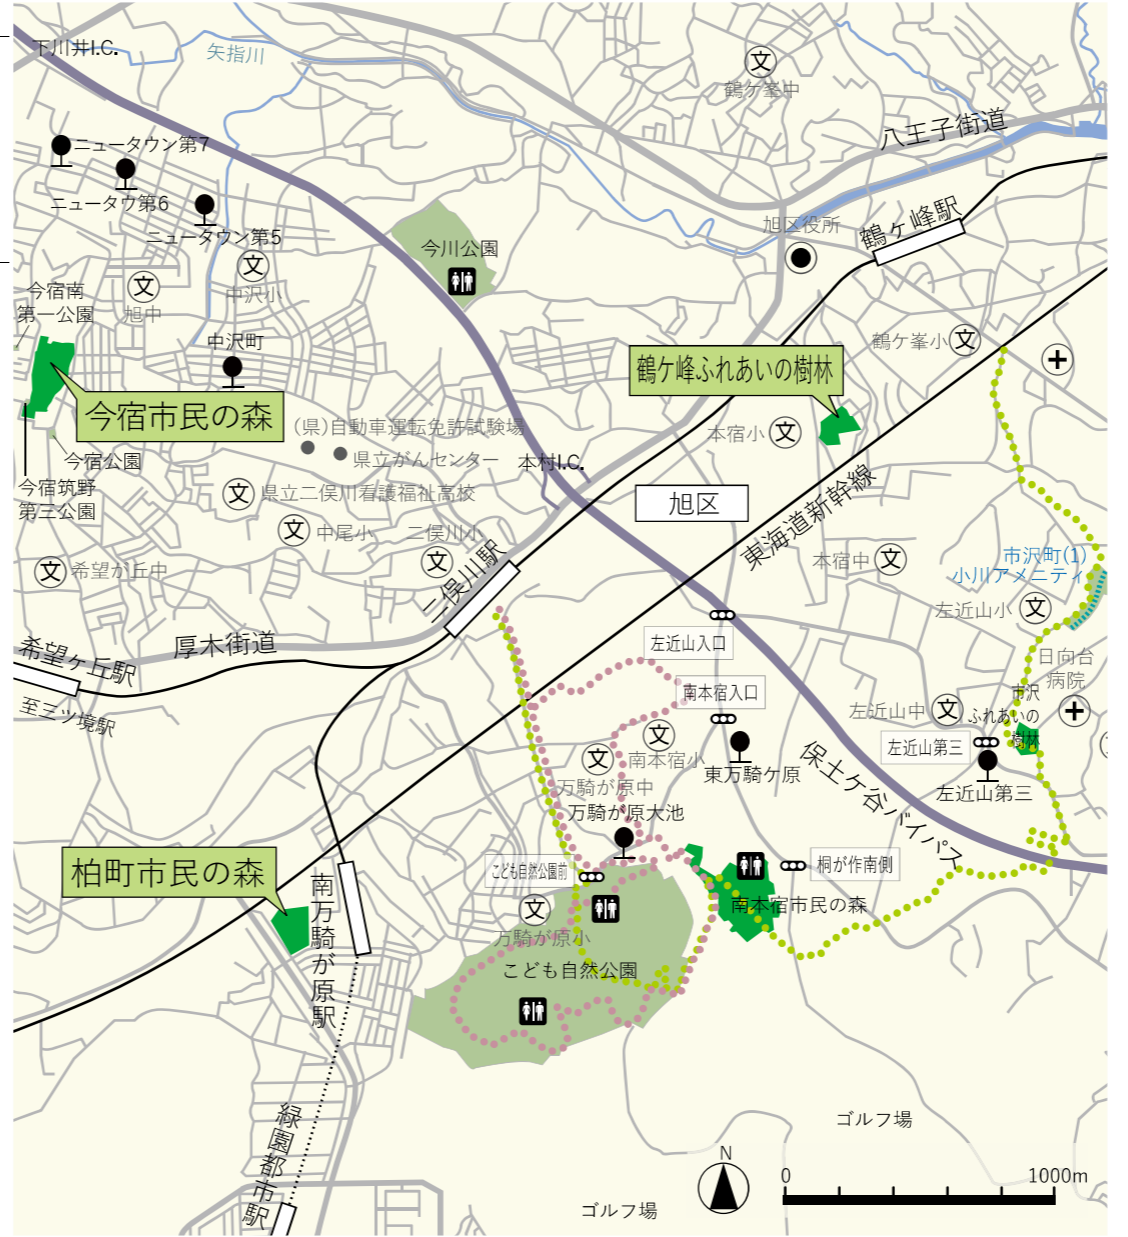 下川井I.C.
矢指川
文
鶴ケ峯中
八王子街道
ニュータウン第7
ニュータウ第6
ニュータウン第5
旭区役所
鶴ヶ峰駅
今川公園
文
中沢小
文
旭中
今宿南
第一公園
中沢町
鶴ケ峯小
文
鶴ケ峰ふれあいの樹林
今宿市民の森
(県)自動車運転免許試験場
県立がんセンター
本村I.C.
本宿小
文
今宿公園
今宿筑野
第三公園
文
県立二俣川看護福祉高校
旭区
東海道新幹線
文
中尾小
二俣川小
文
二俣川駅
文
希望が丘中
本宿中
文
市沢町(1)
小川アメニティ
左近山小
文
厚木街道
希望ヶ丘駅
至三ツ境駅
左近山入口
日向台
病院
南本宿入口
市沢
ふれあいの
樹林
左近山中
文
左近山第三
文
南本宿小
文
万騎が原中
東万騎ケ原
保土ケ谷バイパス
左近山第三
万騎が原大池
柏町市民の森
こども自然公園前
桐が作南側
南万騎が原駅
文
万騎が原小
南本宿市民の森
こども自然公園
緑園都市駅
ゴルフ場
N
0
1000m
ゴルフ場